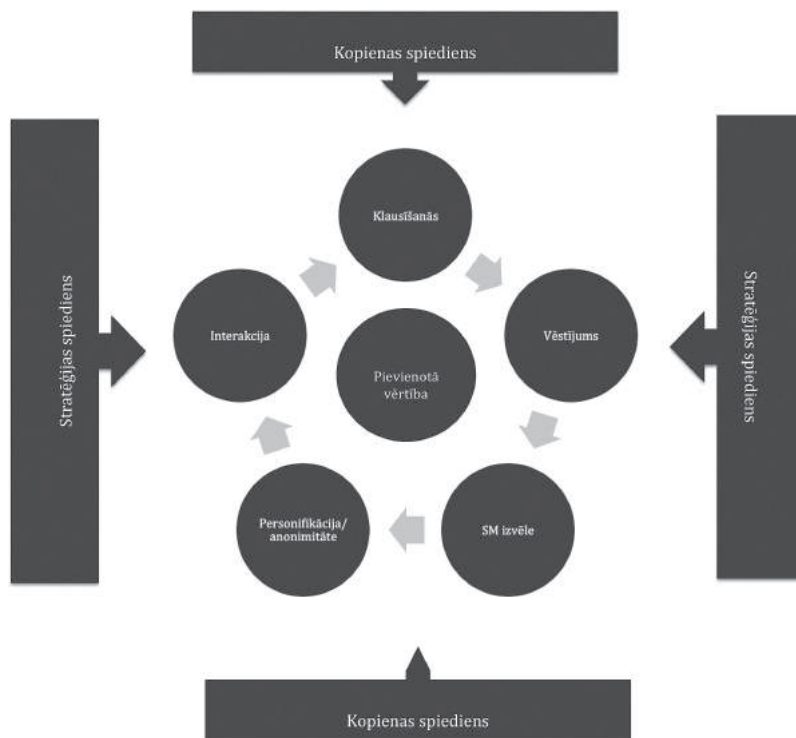 Kopienas spiediens
Stratēģijas spiediens
Klausīšanās
Stratēģijas spiediens
Interakcija
Vēstījums
Pievienotā
vērtība
Personifikācija/
anonimitāte
SM izvēle
Kopienas spiediens